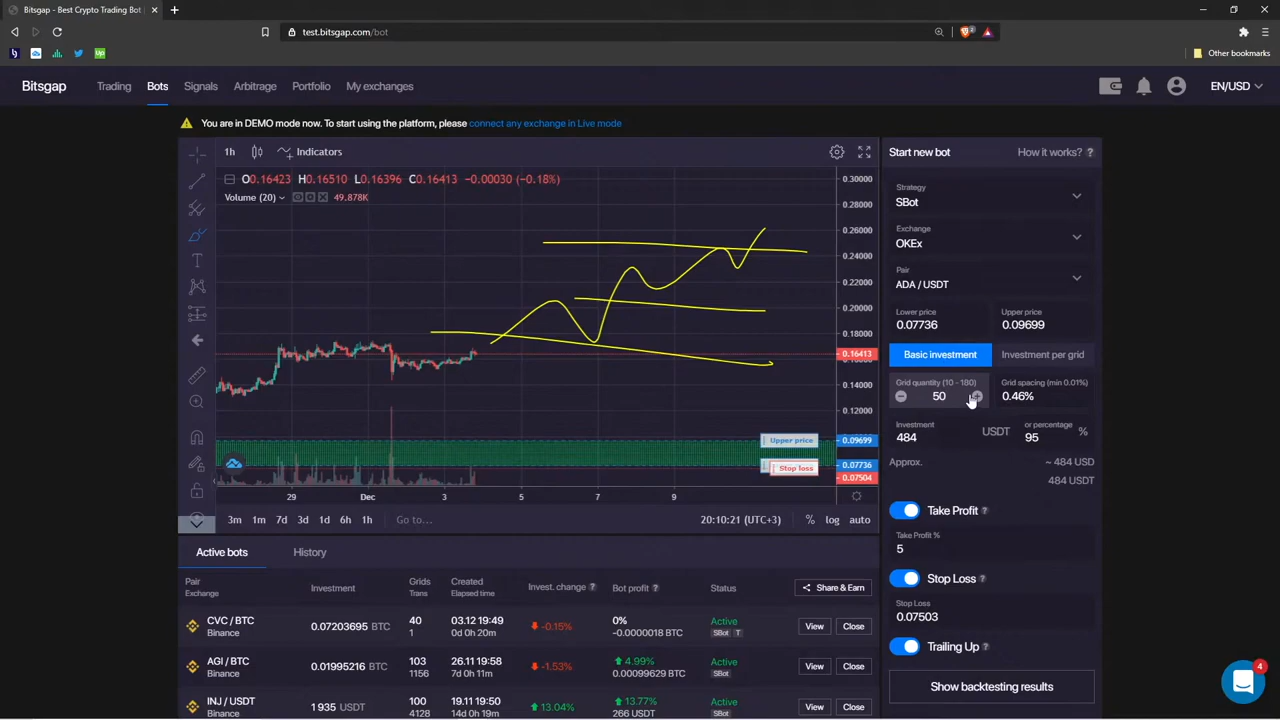 Bitsgap - Best Crypto Trading Bot
test.bitsgap.com/bot
Other bookmarks
Bitsgap
Trading
Bots
Signals
Arbitrage
Portfolio
My exchanges
EN/USD
You are in DEMO mode now. To start using the platform, please connect any exchange in Live mode
1h
Indicators
O0.16423 H0.16510 L0.16396 C0.16413 -0.00030 (-0.18%)
Volume (20) 49.878K
0.30000
0.28000
0.26000
0.24000
0.22000
0.20000
0.18000
0.16413
0.14000
0.12000
Upper price
0.09699
0.07736
Stop loss
0.07504
29
Dec
3
5
7
9
3m 1m 7d 3d 1d 6h 1h Go to...
20:10:21 (UTC+3)
% log auto
Start new bot
How it works? ?
Strategy
SBot
Exchange
OKEx
Pair
ADA / USDT
Lower price
0.07736
Upper price
0.09699
Basic investment
Investment per grid
Grid quantity (10 - 180)
50
Grid spacing (min 0.01%)
0.46%
Investment
484
USDT
or percentage
95
%
Approx.
~ 484 USD
484 USDT
Take Profit ?
Take Profit %
5
Stop Loss ?
Stop Loss
0.07503
Trailing Up ?
Show backtesting results
4
Active bots
History
Pair
Exchange
Investment
Grids
Trans
Created
Elapsed time
Invest. change ?
Bot profit ?
Status
Share & Earn
CVC / BTC
Binance
0.07203695 BTC
40
1
03.12 19:49
0d 0h 20m
-0.15%
0%
-0.0000018 BTC
Active
SBot T
View
Close
AGI / BTC
Binance
0.01995216 BTC
103
1156
26.11 19:58
7d 0h 11m
-1.53%
4.99%
0.00099629 BTC
Active
SBot
View
Close
INJ / USDT
Binance
1 935 USDT
100
4128
19.11 19:50
14d 0h 19m
13.04%
13.77%
266 USDT
Active
SBot
View
Close